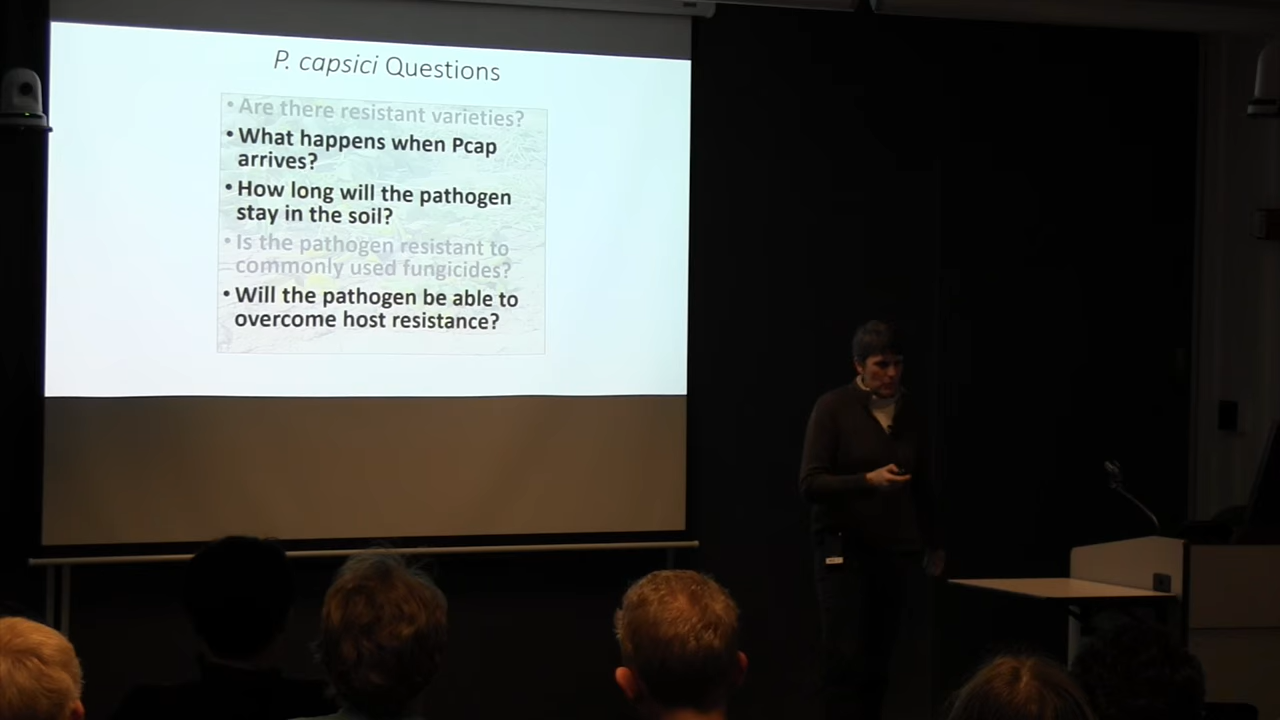 P. capsici Questions
• Are there resistant varieties?
• What happens when Pcap
arrives?
• How long will the pathogen
stay in the soil?
• Is the pathogen resistant to
commonly used fungicides?
• Will the pathogen be able to
overcome host resistance?